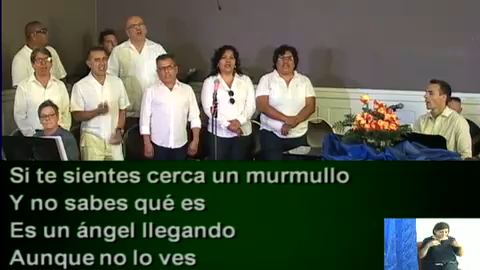 Si te sientes cerca un murmullo
Y no sabes qué es
Es un ángel llegando
Aunque no lo ves